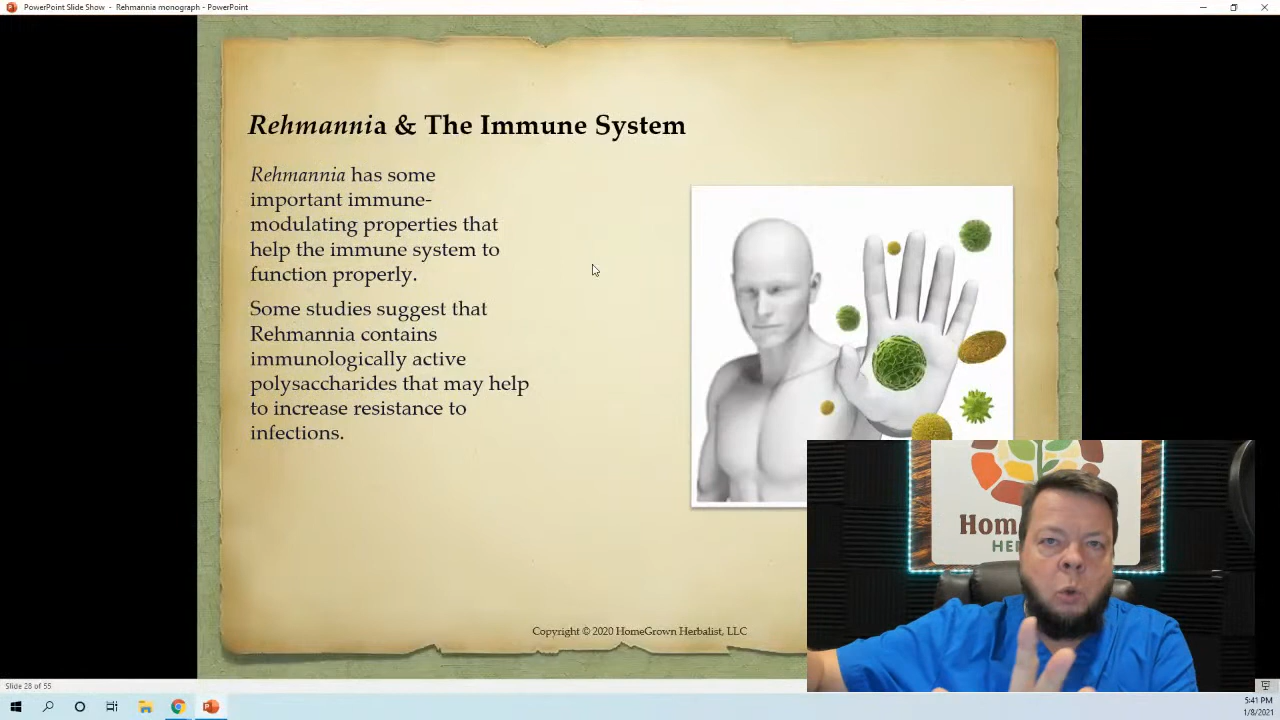 PowerPoint Slide Show - Rehmannia monograph - PowerPoint
Rehmannia & The Immune System
Rehmannia has some
important immune-
modulating properties that
help the immune system to
function properly.
Some studies suggest that
Rehmannia contains
immunologically active
polysaccharides that may help
to increase resistance to
infections.
Copyright © 2020 HomeGrown Herbalist, LLC
Slide 28 of 55
5:41 PM
1/8/2021